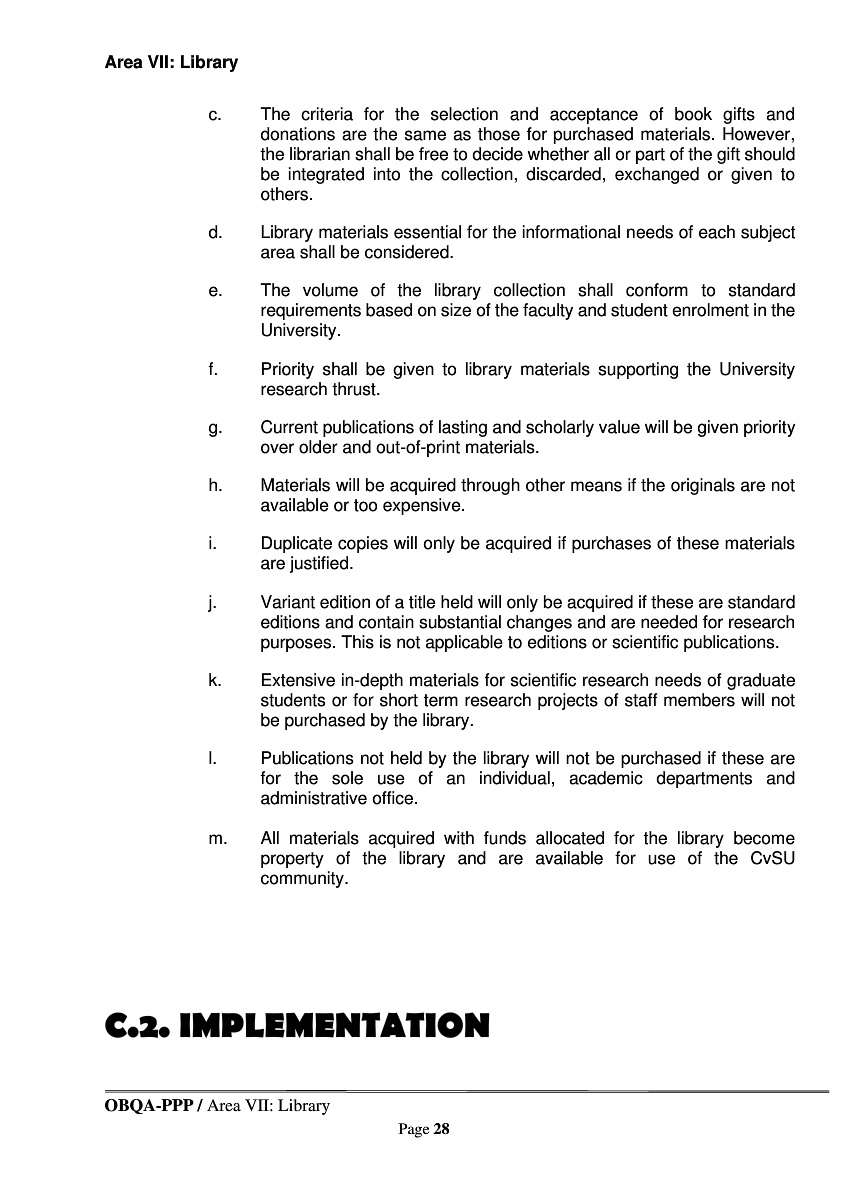 Area VII: Library
c. The criteria for the selection and acceptance of book gifts and
donations are the same as those for purchased materials. However,
the librarian shall be free to decide whether all or part of the gift should
be integrated into the collection, discarded, exchanged or given to
others.
d. Library materials essential for the informational needs of each subject
area shall be considered.
e. The volume of the library collection shall conform to standard
requirements based on size of the faculty and student enrolment in the
University.
f. Priority shall be given to library materials supporting the University
research thrust.
g. Current publications of lasting and scholarly value will be given priority
over older and out-of-print materials.
h. Materials will be acquired through other means if the originals are not
available or too expensive.
i. Duplicate copies will only be acquired if purchases of these materials
are justified.
j. Variant edition of a title held will only be acquired if these are standard
editions and contain substantial changes and are needed for research
purposes. This is not applicable to editions or scientific publications.
k. Extensive in-depth materials for scientific research needs of graduate
students or for short term research projects of staff members will not
be purchased by the library.
l. Publications not held by the library will not be purchased if these are
for the sole use of an individual, academic departments and
administrative office.
m. All materials acquired with funds allocated for the library become
property of the library and are available for use of the CvSU
community.
C.2. IMPLEMENTATION
OBQA-PPP / Area VII: Library
Page 28